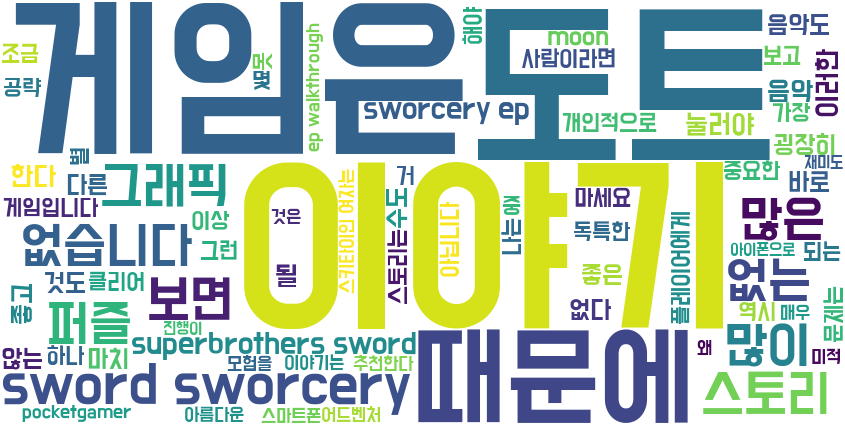 게임은
도트
이야기
때문에
sword sworcery
없습니다
보면
많은
없는
많이
스토리
퍼즐
그래픽
superbrothers sword
sworcery ep
ep walkthrough
moon
해야
음악도
조금
공략
못
몇
사람이라면
보고
음악
이러한
개인적으로
눌러야
가장
굉장히
별
한다
다른
게임입니다
이상
그런
것은
될
스키타이인 여자는
스토리는
수도
거
아닙니다
중
나는
마세요
독특한
좋은
없다
플레이어에게
중요한
바로
재미도
아이폰으로
되는
역시
매우
문제는
미적
왜
좋고
것도
클리어
진행이
않는
하나
마치
모험을
이야기는
추천한다
pocketgamer
아름다운
스마트폰어드벤처